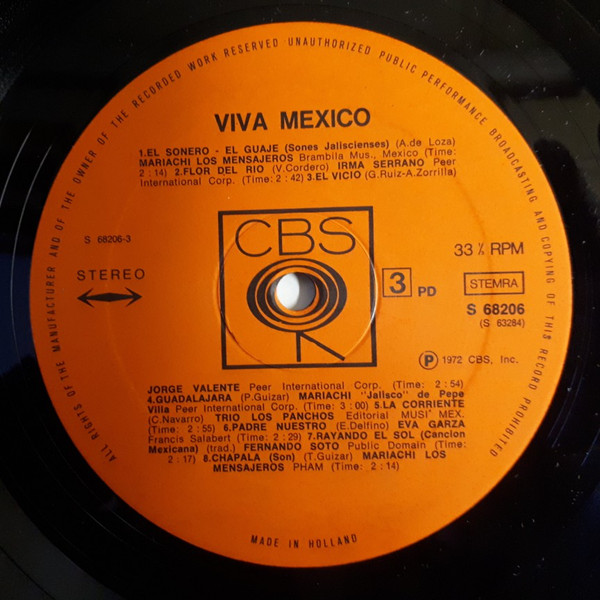 ALL RIGHTS OF THE MANUFACTURER AND OF THE OWNER OF THE RECORDED WORK RESERVED UNAUTHORIZED PUBLIC PERFORMANCE BROADCASTING AND COPYING OF THIS RECORD PROHIBITED
VIVA MEXICO
1.EL SONERO - EL GUAJE (Sones Jaliscienses) (A.de Loza)
MARIACHI LOS MENSAJEROS Brambila Mus., Mexico (Time:
2 : 14) 2.FLOR DEL RIO (V.Cordero) IRMA SERRANO Peer
International Corp. (Time: 2 : 42) 3.EL VICIO (G.Ruiz-A.Zorrilla)
S 68206-3
STEREO
CBS
3 PD
33 ⅓ RPM
STEMRA
S 68206
(S 63284)
Ⓟ 1972 CBS, Inc.
JORGE VALENTE Peer International Corp. (Time: 2 : 54)
4.GUADALAJARA (P.Guizar) MARIACHI "Jalisco" de Pepe
Villa Peer International Corp. (Time: 3 : 00) 5.LA CORRIENTE
(C.Navarro) TRIO LOS PANCHOS Editorial MUSI' MEX.
(Time: 2 : 55) 6.PADRE NUESTRO (E.Delfino) EVA GARZA
Francis Salabert (Time: 2 : 29) 7.RAYANDO EL SOL (Cancion
Mexicana) (trad.) FERNANDO SOTO Public Domain (Time:
2 : 17) 8.CHAPALA (Son) (T.Guizar) MARIACHI LOS
MENSAJEROS PHAM (Time: 2 : 14)
MADE IN HOLLAND